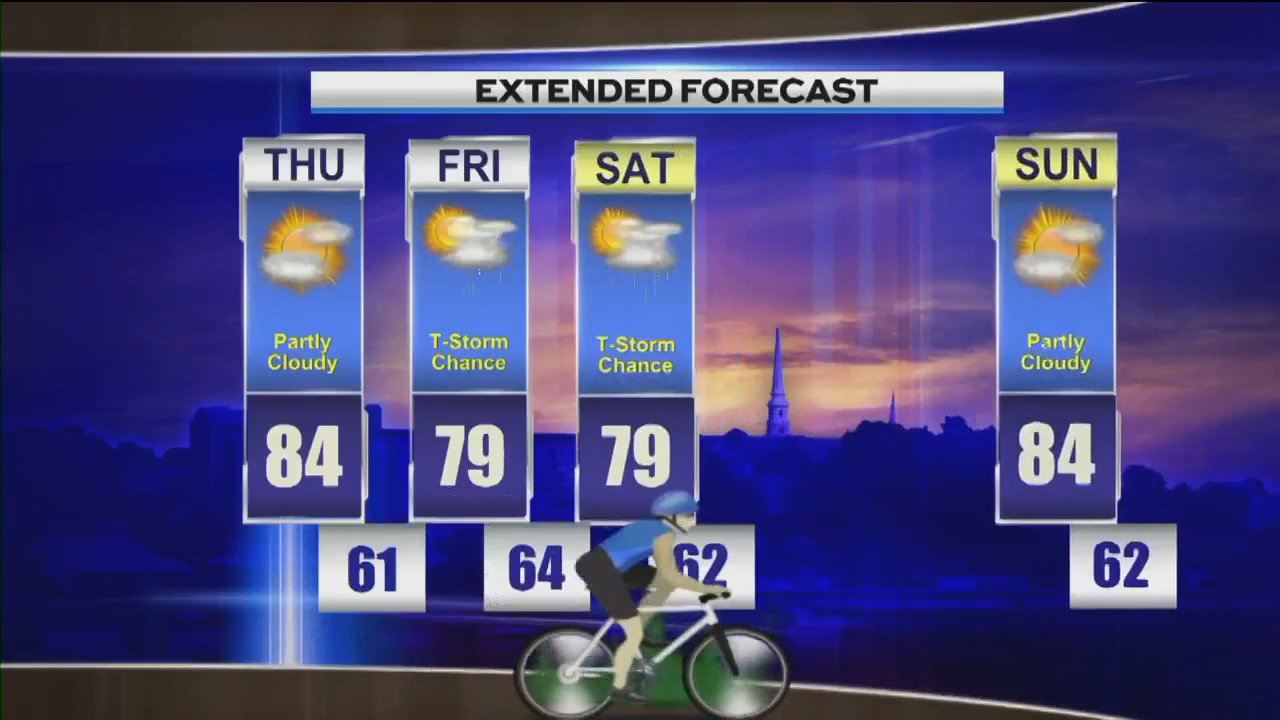 EXTENDED FORECAST
THU
FRI
SAT
SUN
Partly
Cloudy
T-Storm
Chance
T-Storm
Chance
Partly
Cloudy
84
79
79
84
61
64
62
62